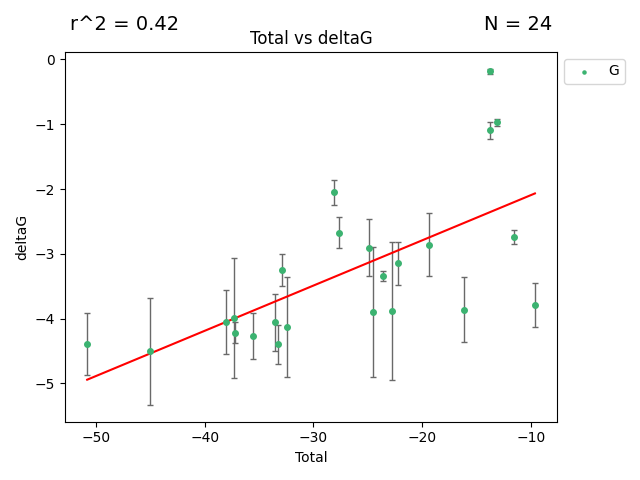 r^2 = 0.42
N = 24
Total vs deltaG
G
0
−1
−2
−3
−4
−5
deltaG
−50
−40
−30
−20
−10
Total